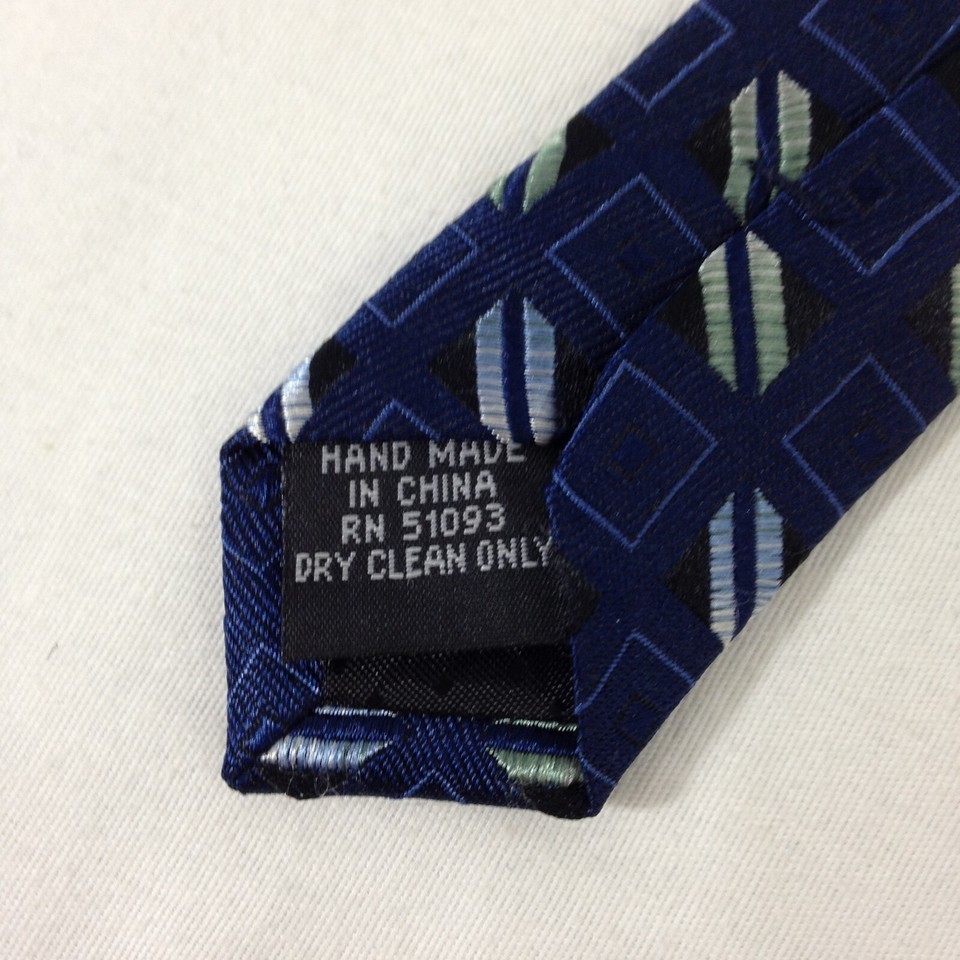 HAND MADE
IN CHINA
RN 51093
DRY CLEAN ONLY